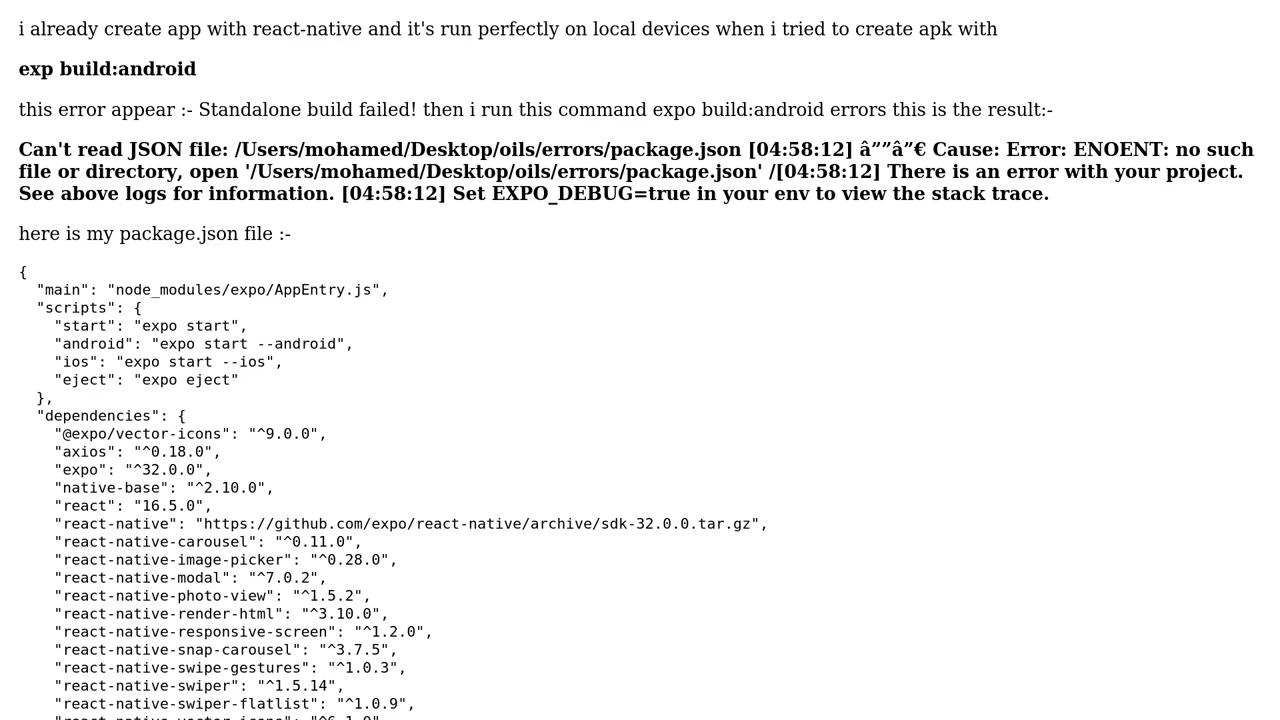 i already create app with react-native and it's run perfectly on local devices when i tried to create apk with
exp build:android
this error appear :- Standalone build failed! then i run this command expo build:android errors this is the result:-
Can't read JSON file: /Users/mohamed/Desktop/oils/errors/package.json [04:58:12] â””â”€ Cause: Error: ENOENT: no such
file or directory, open '/Users/mohamed/Desktop/oils/errors/package.json' /[04:58:12] There is an error with your project.
See above logs for information. [04:58:12] Set EXPO_DEBUG=true in your env to view the stack trace.
here is my package.json file :-
{
  "main": "node_modules/expo/AppEntry.js",
  "scripts": {
    "start": "expo start",
    "android": "expo start --android",
    "ios": "expo start --ios",
    "eject": "expo eject"
  },
  "dependencies": {
    "@expo/vector-icons": "^9.0.0",
    "axios": "^0.18.0",
    "expo": "^32.0.0",
    "native-base": "^2.10.0",
    "react": "16.5.0",
    "react-native": "https://github.com/expo/react-native/archive/sdk-32.0.0.tar.gz",
    "react-native-carousel": "^0.11.0",
    "react-native-image-picker": "^0.28.0",
    "react-native-modal": "^7.0.2",
    "react-native-photo-view": "^1.5.2",
    "react-native-render-html": "^3.10.0",
    "react-native-responsive-screen": "^1.2.0",
    "react-native-snap-carousel": "^3.7.5",
    "react-native-swipe-gestures": "^1.0.3",
    "react-native-swiper": "^1.5.14",
    "react-native-swiper-flatlist": "^1.0.9",